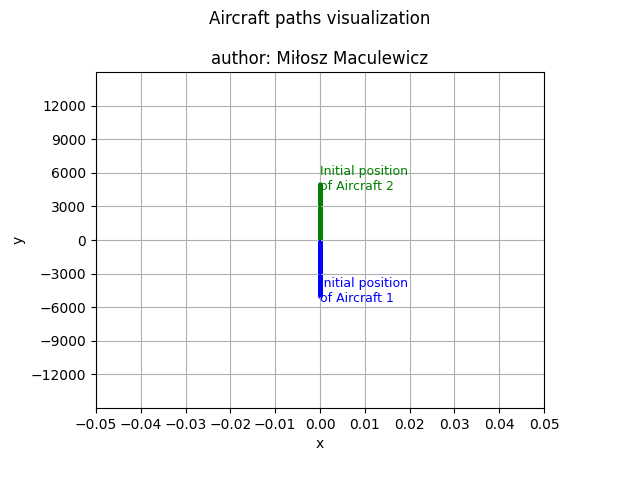 Aircraft paths visualization
author: Miłosz Maculewicz
12000
9000
6000
3000
0
−3000
−6000
−9000
−12000
y
Initial position
of Aircraft 2
Initial position
of Aircraft 1
−0.05 −0.04 −0.03 −0.02 −0.01 0.00 0.01 0.02 0.03 0.04 0.05
x